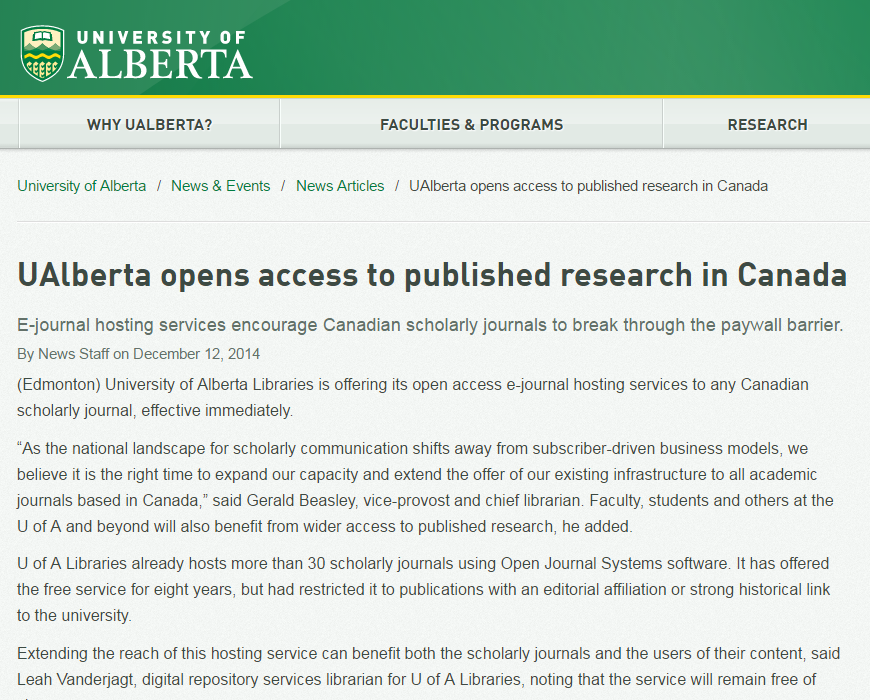 UNIVERSITY OF
ALBERTA
WHY UALBERTA? FACULTIES & PROGRAMS RESEARCH
University of Alberta / News & Events / News Articles / UAlberta opens access to published research in Canada
UAlberta opens access to published research in Canada
E-journal hosting services encourage Canadian scholarly journals to break through the paywall barrier.
By News Staff on December 12, 2014
(Edmonton) University of Alberta Libraries is offering its open access e-journal hosting services to any Canadian
scholarly journal, effective immediately.
“As the national landscape for scholarly communication shifts away from subscriber-driven business models, we
believe it is the right time to expand our capacity and extend the offer of our existing infrastructure to all academic
journals based in Canada,” said Gerald Beasley, vice-provost and chief librarian. Faculty, students and others at the
U of A and beyond will also benefit from wider access to published research, he added.
U of A Libraries already hosts more than 30 scholarly journals using Open Journal Systems software. It has offered
the free service for eight years, but had restricted it to publications with an editorial affiliation or strong historical link
to the university.
Extending the reach of this hosting service can benefit both the scholarly journals and the users of their content, said
Leah Vanderjagt, digital repository services librarian for U of A Libraries, noting that the service will remain free of